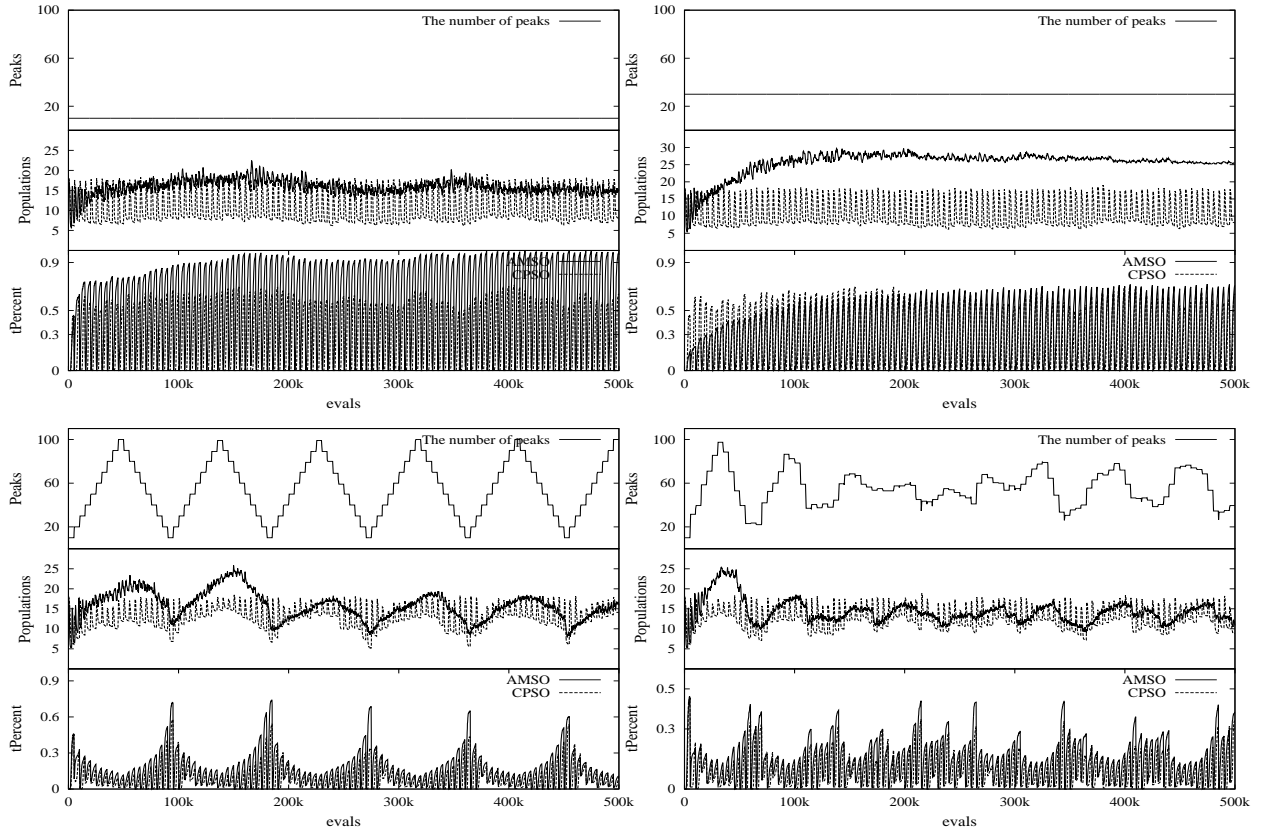 The number of peaks
Peaks
100
60
20
Populations
25
20
15
10
5
tPercent
0.9
0.5
0.3
0
AMSO
CPSO
0 100k 200k 300k 400k 500k
evals
The number of peaks
Peaks
100
60
20
Populations
30
25
20
15
10
5
tPercent
0.9
0.5
0.3
0
AMSO
CPSO
0 100k 200k 300k 400k 500k
evals
The number of peaks
Peaks
100
60
20
Populations
25
20
15
10
5
tPercent
0.9
0.6
0.3
0
AMSO
CPSO
0 100k 200k 300k 400k 500k
evals
The number of peaks
Peaks
100
60
20
Populations
25
20
15
10
5
tPercent
0.5
0.3
0
AMSO
CPSO
0 100k 200k 300k 400k 500k
evals